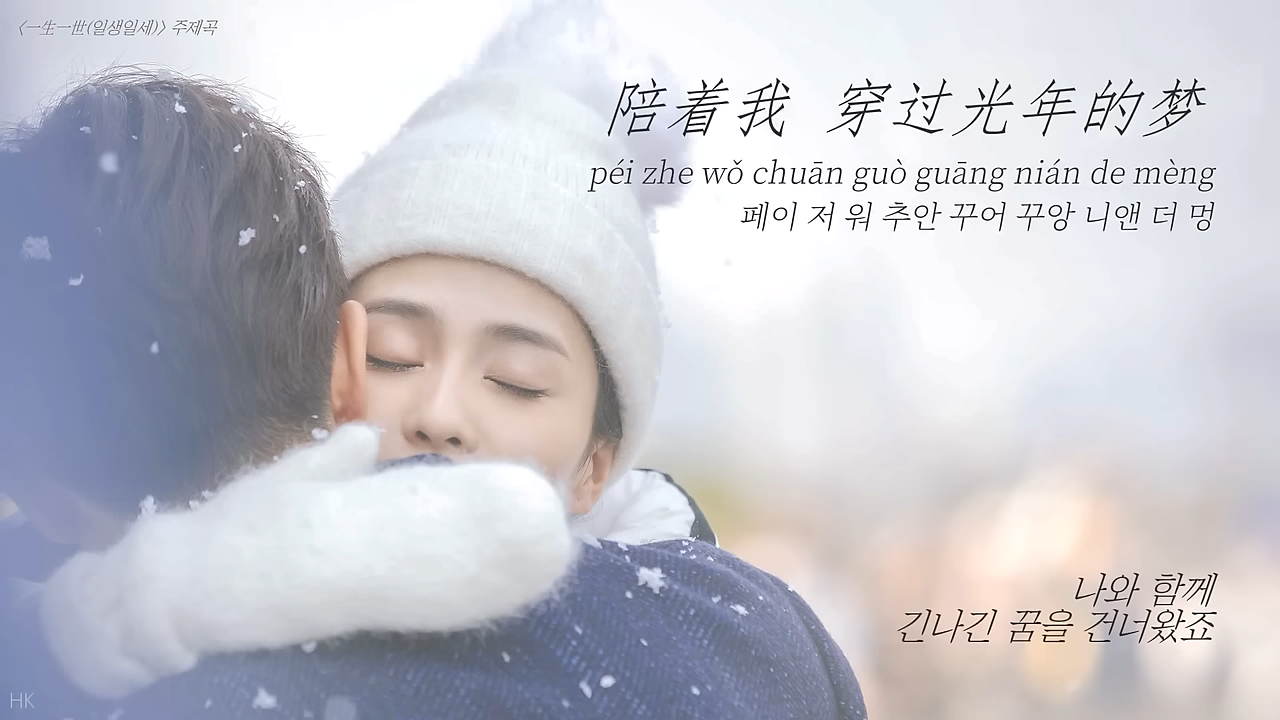 〈一生一世(일생일세)〉 주제곡
陪着我 穿过光年的梦
péi zhe wǒ chuān guò guāng nián de mèng
페이 저 워 추안 꾸어 꾸앙 니앤 더 멍
나와 함께
긴나긴 꿈을 건너왔죠
HK